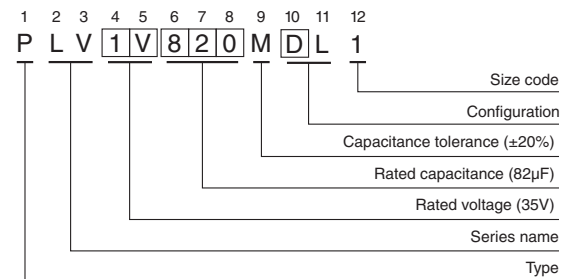 1 2 3 4 5 6 7 8 9 10 11 12
P L V 1 V 8 2 0 M D L 1
Size code
Configuration
Capacitance tolerance (±20%)
Rated capacitance (82μF)
Rated voltage (35V)
Series name
Type